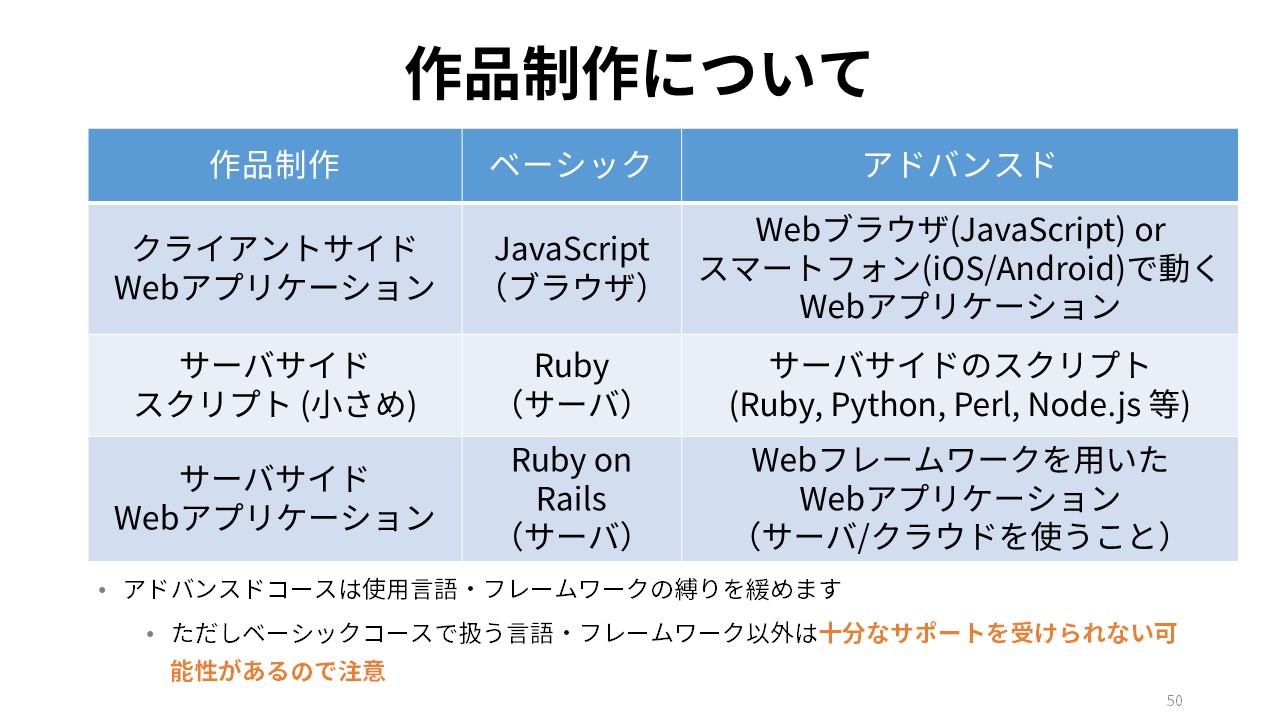 作品制作について
作品制作
ベーシック
アドバンスド
クライアントサイド
Webアプリケーション
JavaScript
（ブラウザ）
Webブラウザ(JavaScript) or
スマートフォン(iOS/Android)で動く
Webアプリケーション
サーバサイド
スクリプト (小さめ)
Ruby
（サーバ）
サーバサイドのスクリプト
(Ruby, Python, Perl, Node.js 等)
サーバサイド
Webアプリケーション
Ruby on
Rails
（サーバ）
Webフレームワークを用いた
Webアプリケーション
（サーバ/クラウドを使うこと）
• アドバンスドコースは使用言語・フレームワークの縛りを緩めます
• ただしベーシックコースで扱う言語・フレームワーク以外は十分なサポートを受けられない可
能性があるので注意
50